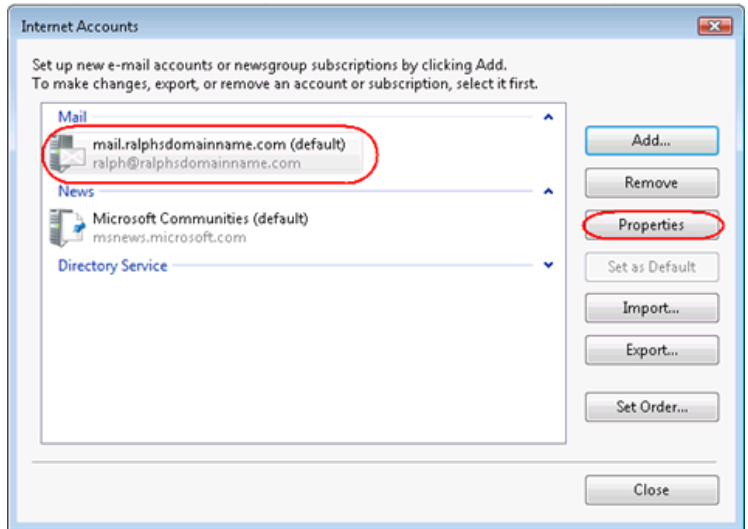 Internet Accounts
Set up new e-mail accounts or newsgroup subscriptions by clicking Add.
To make changes, export, or remove an account or subscription, select it first.
Mail
mail.ralphsdomainname.com (default)
ralph@ralphsdomainname.com
News
Microsoft Communities (default)
msnews.microsoft.com
Directory Service
Add...
Remove
Properties
Set as Default
Import...
Export...
Set Order...
Close